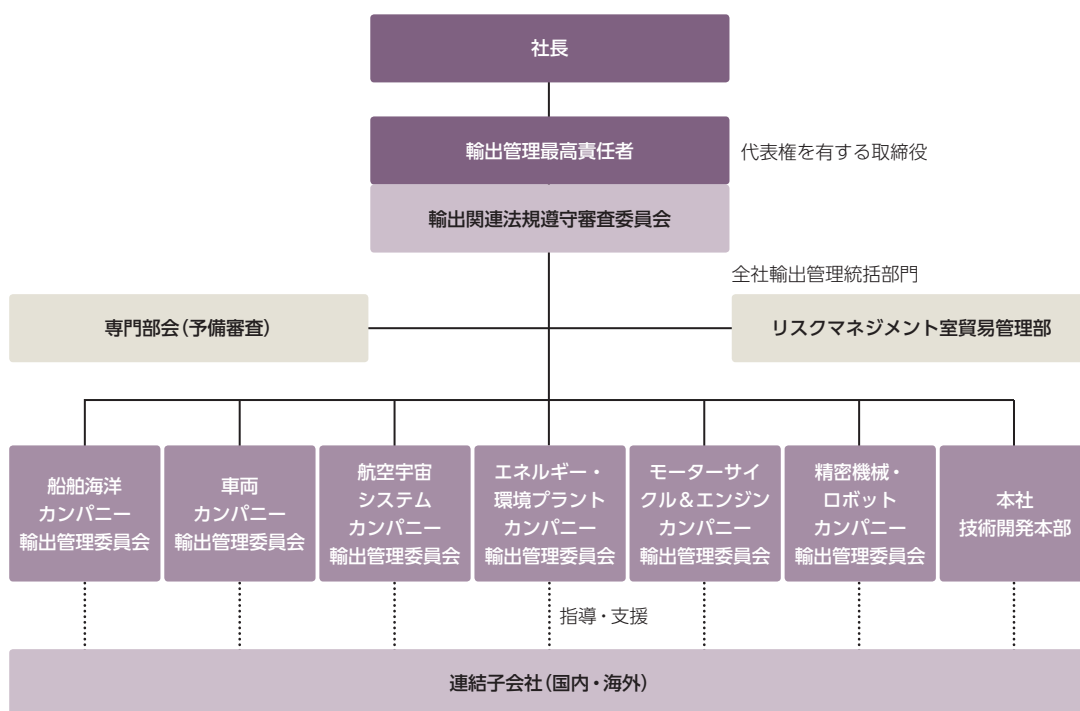 社長
輸出管理最高責任者
代表権を有する取締役
輸出関連法規遵守審査委員会
全社輸出管理統括部門
専門部会(予備審査)
リスクマネジメント室貿易管理部
船舶海洋
カンパニー
輸出管理委員会
車両
カンパニー
輸出管理委員会
航空宇宙
システム
カンパニー
輸出管理委員会
エネルギー・
環境プラント
カンパニー
輸出管理委員会
モーターサイ
クル&エンジン
カンパニー
輸出管理委員会
精密機械・
ロボット
カンパニー
輸出管理委員会
本社
技術開発本部
指導・支援
連結子会社(国内・海外)